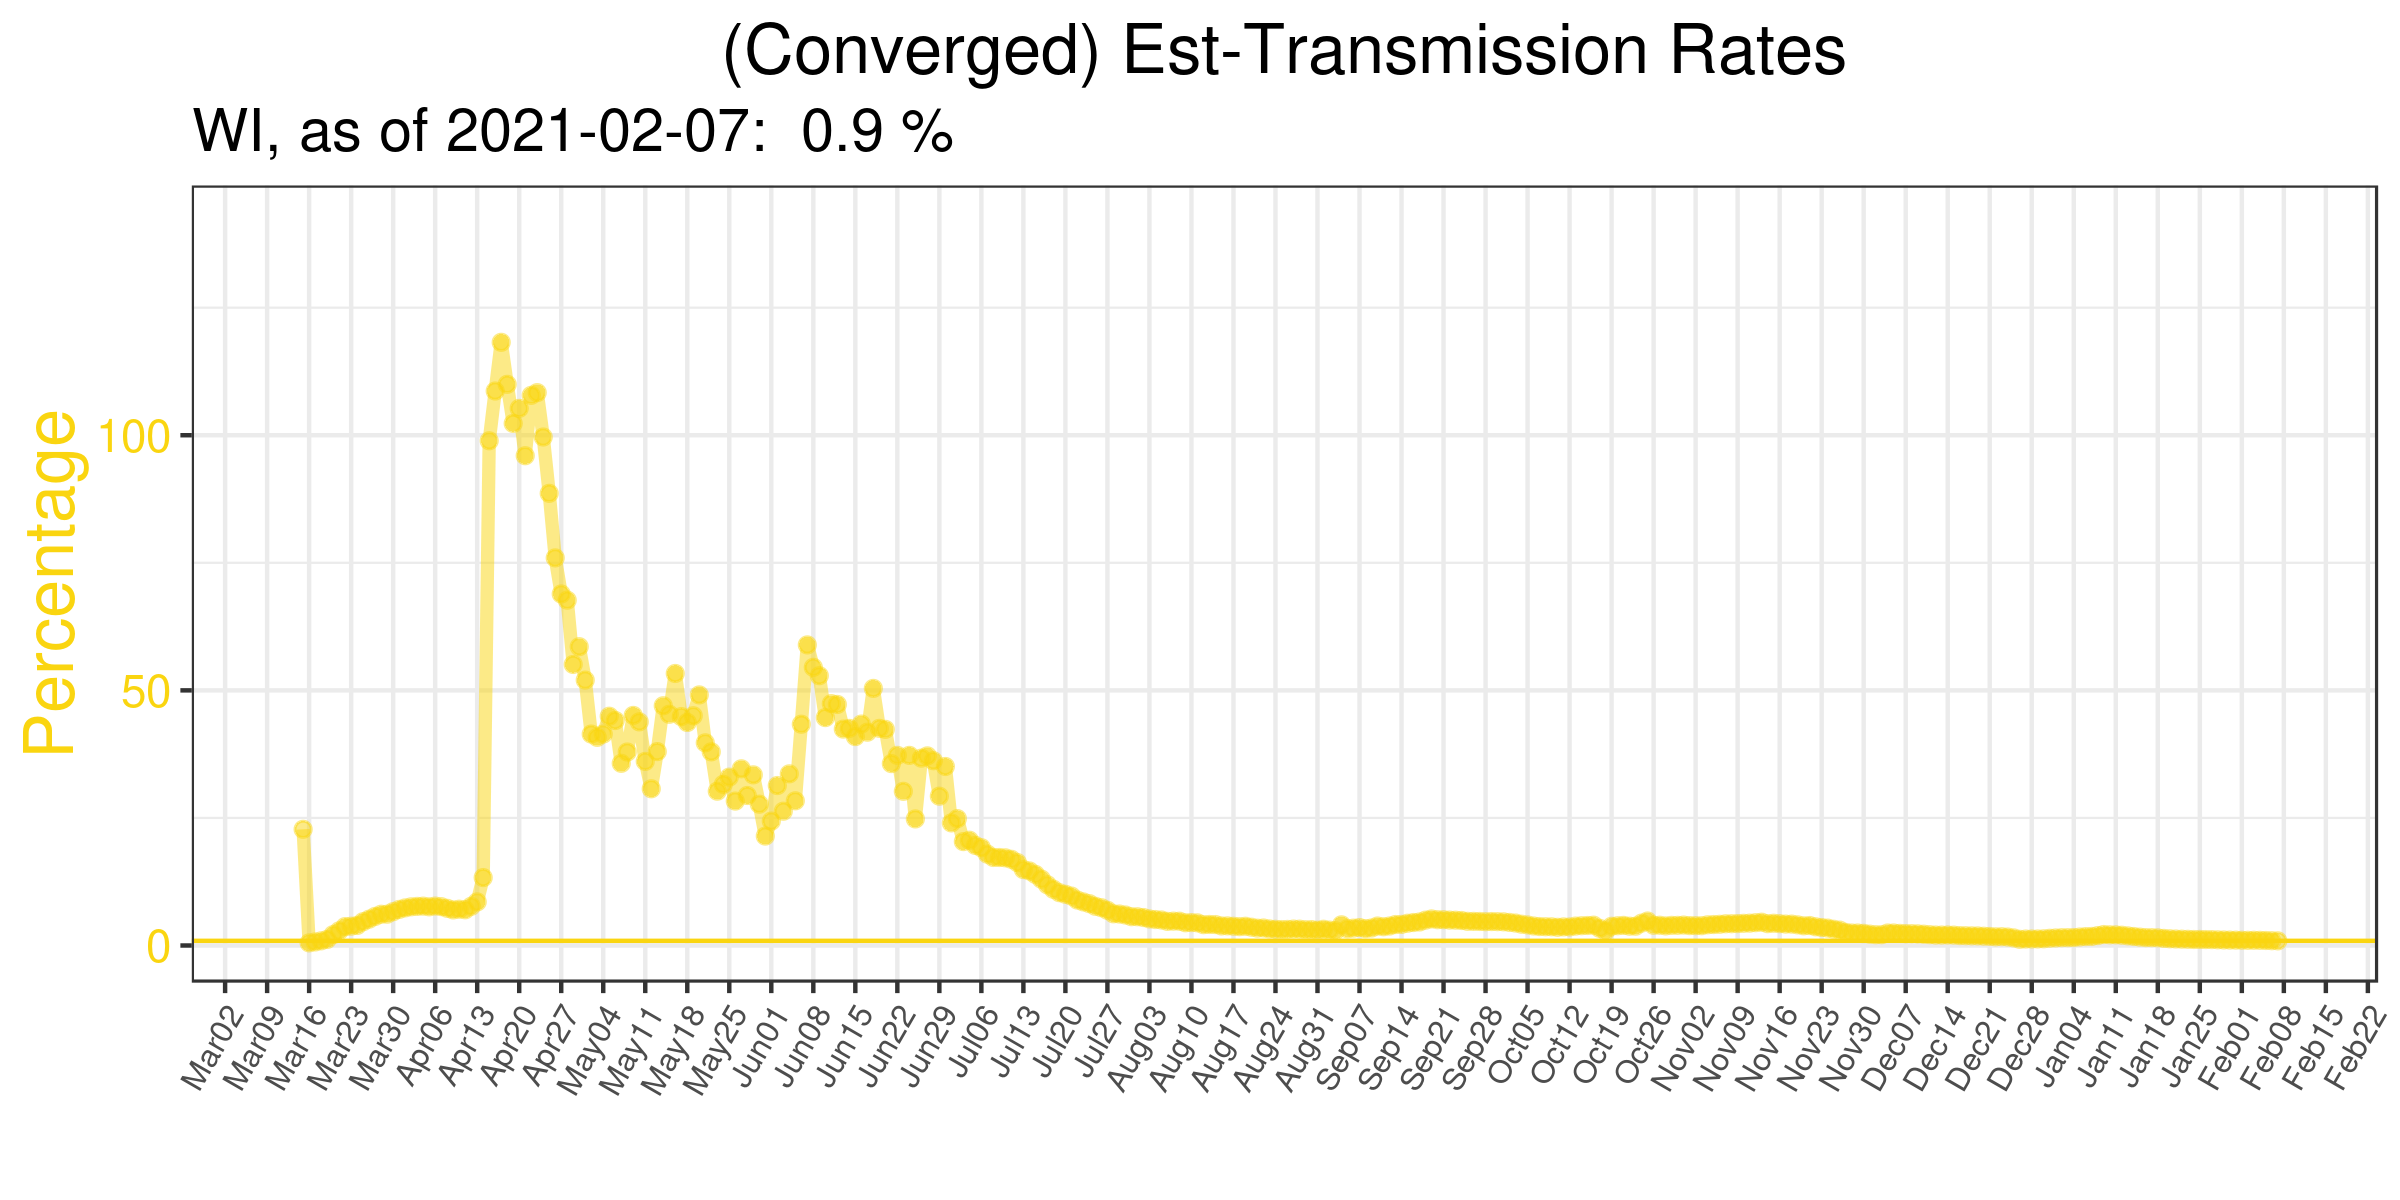 (Converged) Est-Transmission Rates
WI, as of 2021-02-07:  0.9 %
Percentage
100
50
0
Mar02
Mar09
Mar16
Mar23
Mar30
Apr06
Apr13
Apr20
Apr27
May04
May11
May18
May25
Jun01
Jun08
Jun15
Jun22
Jun29
Jul06
Jul13
Jul20
Jul27
Aug03
Aug10
Aug17
Aug24
Aug31
Sep07
Sep14
Sep21
Sep28
Oct05
Oct12
Oct19
Oct26
Nov02
Nov09
Nov16
Nov23
Nov30
Dec07
Dec14
Dec21
Dec28
Jan04
Jan11
Jan18
Jan25
Feb01
Feb08
Feb15
Feb22